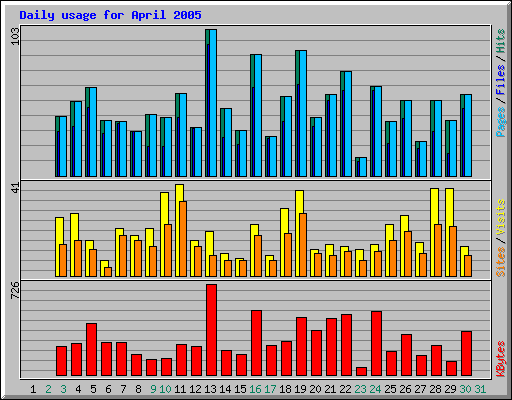 Daily usage for April 2005
103
Pages / Files / Hits
41
Sites / Visits
726
KBytes
1 2 3 4 5 6 7 8 9 10 11 12 13 14 15 16 17 18 19 20 21 22 23 24 25 26 27 28 29 30 31